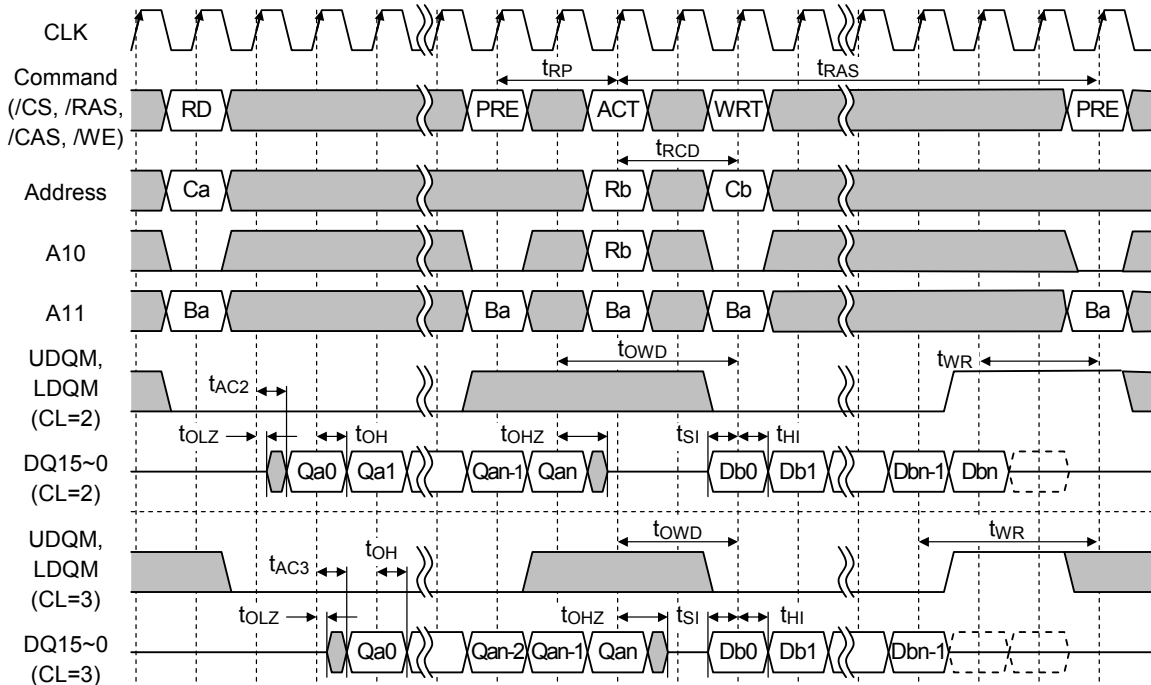 CLK
Command
(/CS, /RAS,
/CAS, /WE)
tRP
tRAS
RD
PRE
ACT
WRT
PRE
tRCD
Address
Ca
Rb
Cb
A10
Rb
A11
Ba
Ba
Ba
Ba
Ba
UDQM,
LDQM
(CL=2)
tOWD
tWR
tAC2
tOLZ
tOH
tOHZ
tSI
tHI
DQ15~0
(CL=2)
Qa0
Qa1
Qan-1
Qan
Db0
Db1
Dbn-1
Dbn
UDQM,
LDQM
(CL=3)
tOWD
tWR
tAC3
tOH
tOLZ
tOHZ
tSI
tHI
DQ15~0
(CL=3)
Qa0
Qan-2
Qan-1
Qan
Db0
Db1
Dbn-1